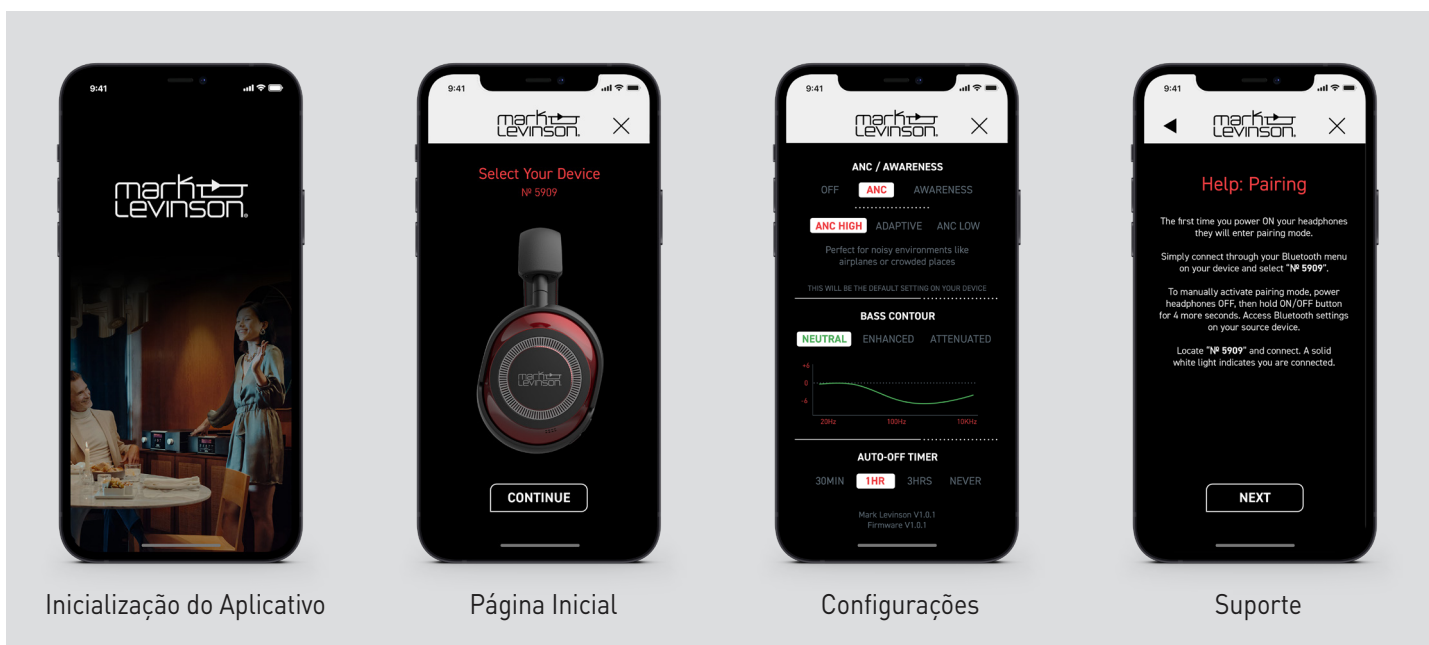 9:41
mark
Levinson.
Inicialização do Aplicativo
9:41
mark
Levinson.
Select Your Device
Nº 5909
mark
Levinson
CONTINUE
Página Inicial
9:41
mark
Levinson.
ANC / AWARENESS
OFF ANC AWARENESS
ANC HIGH ADAPTIVE ANC LOW
Perfect for noisy environments like
airplanes or crowded places
THIS WILL BE THE DEFAULT SETTING ON YOUR DEVICE
BASS CONTOUR
NEUTRAL ENHANCED ATTENUATED
+6
0
-6
20Hz 100Hz 10KHz
AUTO-OFF TIMER
30MIN 1HR 3HRS NEVER
Mark Levinson V1.0.1
Firmware V1.0.1
Configurações
9:41
mark
Levinson.
Help: Pairing
The first time you power ON your headphones
they will enter pairing mode.
Simply connect through your Bluetooth menu
on your device and select "Nº 5909".
To manually activate pairing mode, power
headphones OFF, then hold ON/OFF button
for 4 more seconds. Access Bluetooth settings
on your source device.
Locate "Nº 5909" and connect. A solid
white light indicates you are connected.
NEXT
Suporte